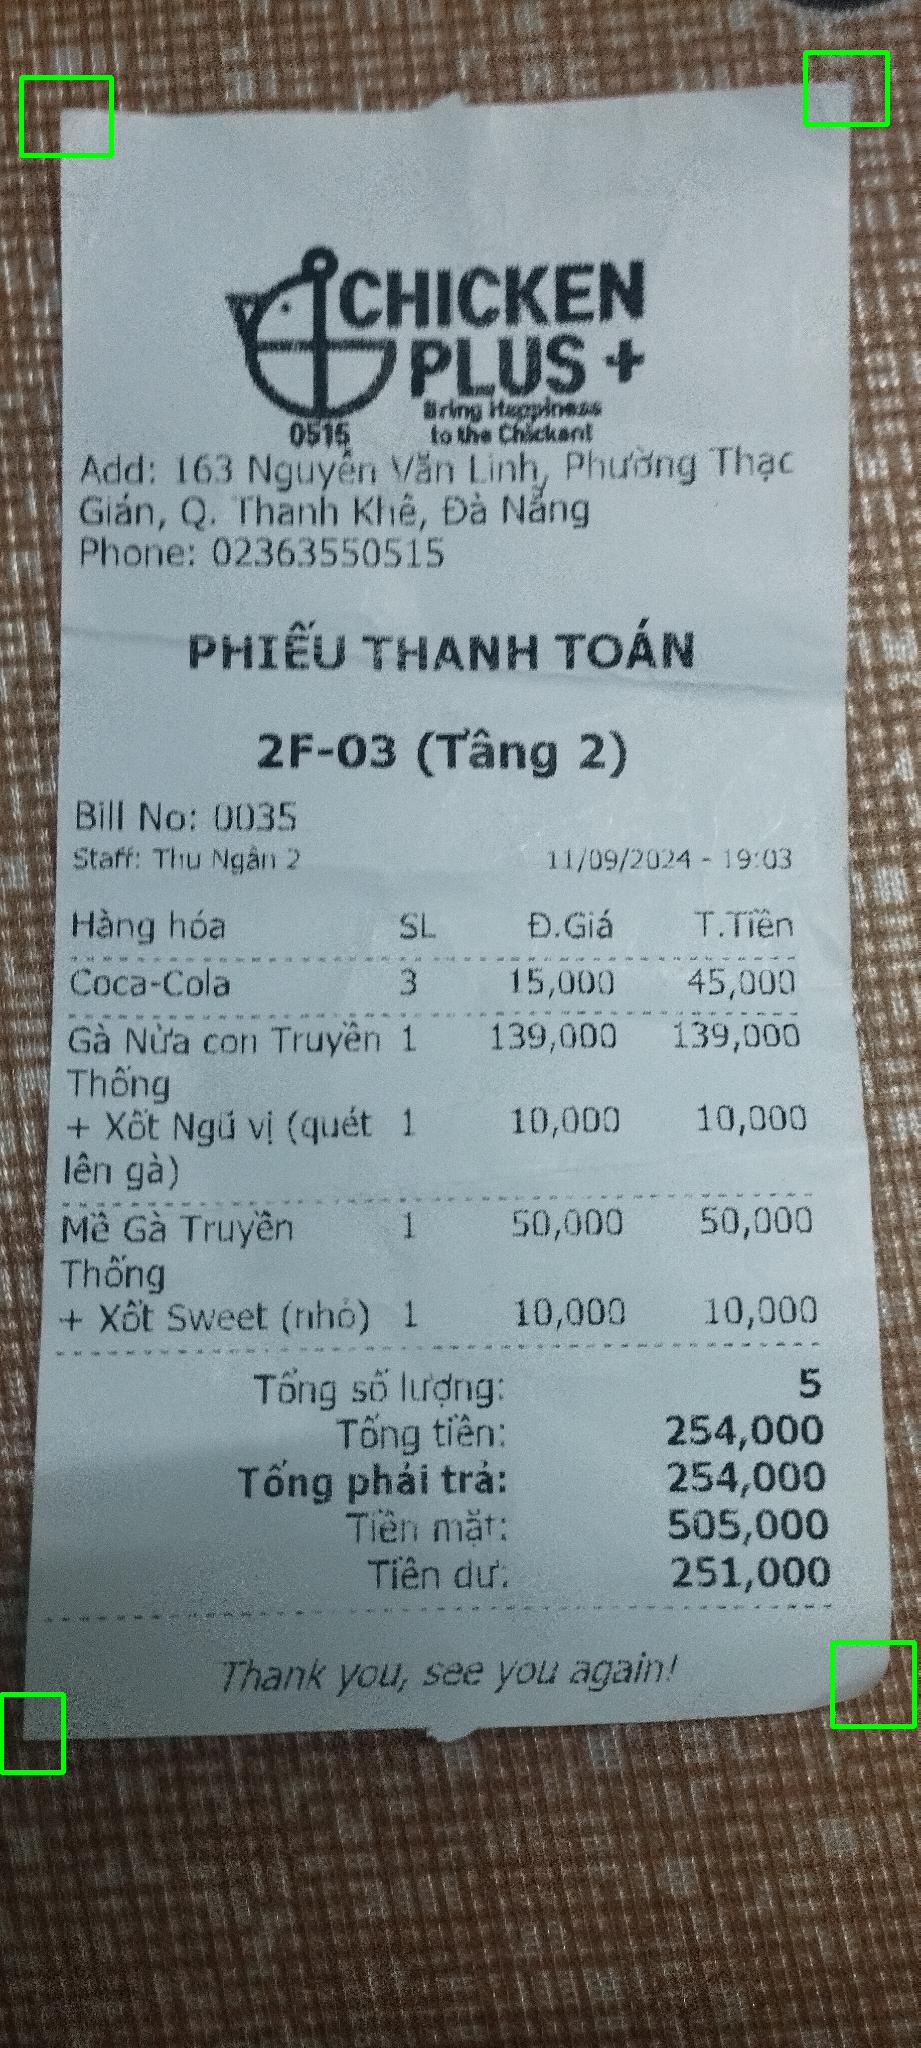 CHICKEN
PLUS +
Bring Happiness
to the Chicken!
0515
Add: 163 Nguyễn Văn Linh, Phường Thạc
Gián, Q. Thanh Khê, Đà Nẵng
Phone: 02363550515
PHIẾU THANH TOÁN
2F-03 (Tầng 2)
Bill No: 0035
Staff: Thu Ngân 2 11/09/2024 - 19:03
Hàng hóa SL Đ.Giá T.Tiền
Coca-Cola 3 15,000 45,000
Gà Nửa con Truyền 1 139,000 139,000
Thống
+ Xốt Ngũ vị (quét 1 10,000 10,000
lên gà)
Mề Gà Truyền 1 50,000 50,000
Thống
+ Xốt Sweet (nhỏ) 1 10,000 10,000
Tổng số lượng: 5
Tổng tiền: 254,000
Tổng phải trả: 254,000
Tiền mặt: 505,000
Tiền dư: 251,000
Thank you, see you again!